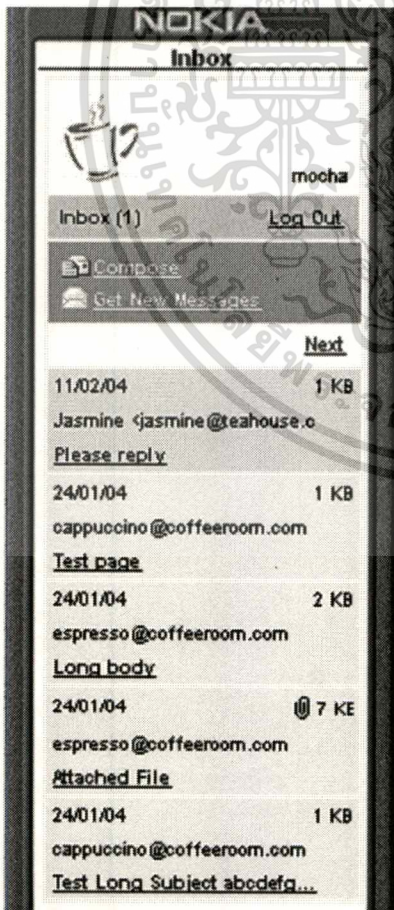 NOKIA
Inbox
mocha
Inbox (1) Log Out
Compose
Get New Messages
Next
11/02/04 1 KB
Jasmine <jasmine@teahouse.c
Please reply
24/01/04 1 KB
cappuccino@coffeeroom.com
Test page
24/01/04 2 KB
espresso@coffeeroom.com
Long body
24/01/04 7 KE
espresso@coffeeroom.com
Attached File
24/01/04 1 KB
cappuccino@coffeeroom.com
Test Long Subject abcdefg...